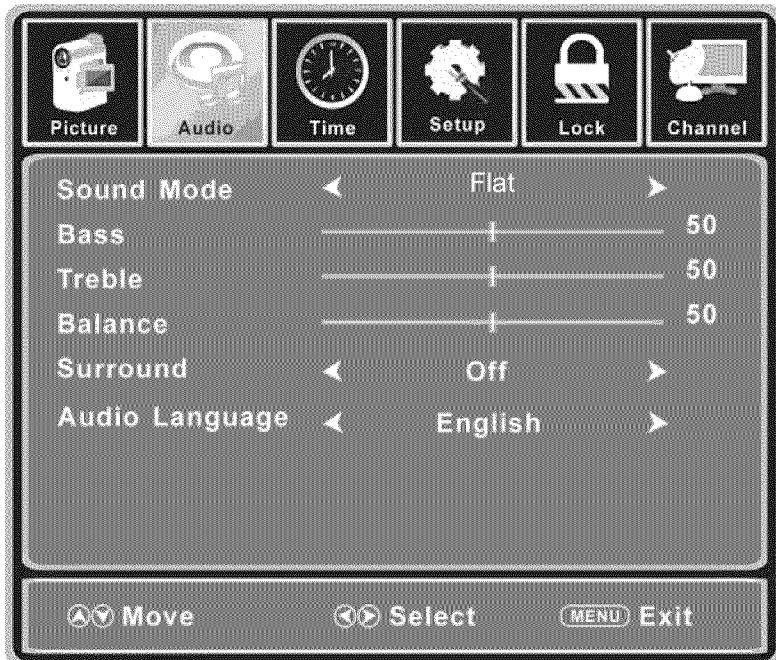 Picture Audio Time Setup Lock Channel
Sound Mode Flat
Bass 50
Treble 50
Balance 50
Surround Off
Audio Language English
Move Select MENU Exit